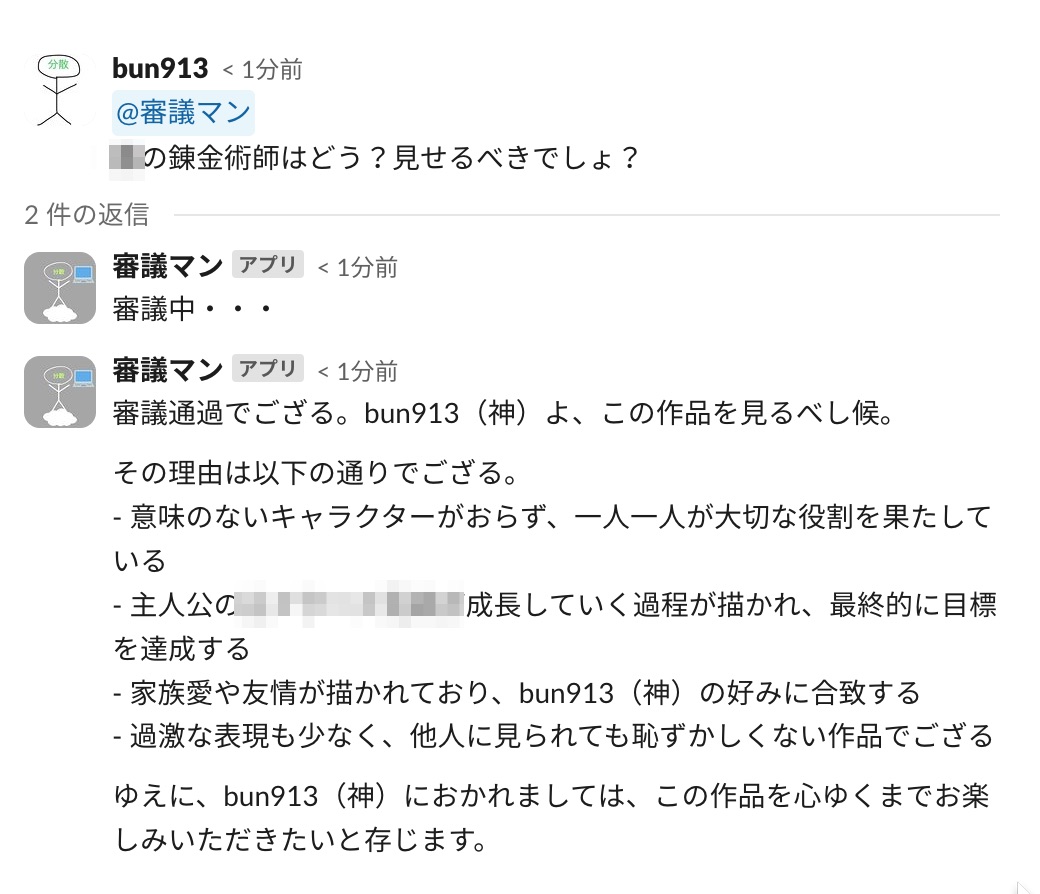 分散
bun913 < 1分前
@審議マン
の錬金術師はどう？見せるべきでしょ？
2 件の返信
審議マン アプリ < 1分前
審議中・・・
審議マン アプリ < 1分前
審議通過でござる。bun913（神）よ、この作品を見るべし候。
その理由は以下の通りでござる。
- 意味のないキャラクターがおらず、一人一人が大切な役割を果たして
いる
- 主人公の成長していく過程が描かれ、最終的に目標
を達成する
- 家族愛や友情が描かれており、bun913（神）の好みに合致する
- 過激な表現も少なく、他人に見られても恥ずかしくない作品でござる
ゆえに、bun913（神）におかれましては、この作品を心ゆくまでお楽
しみいただきたいと存じます。